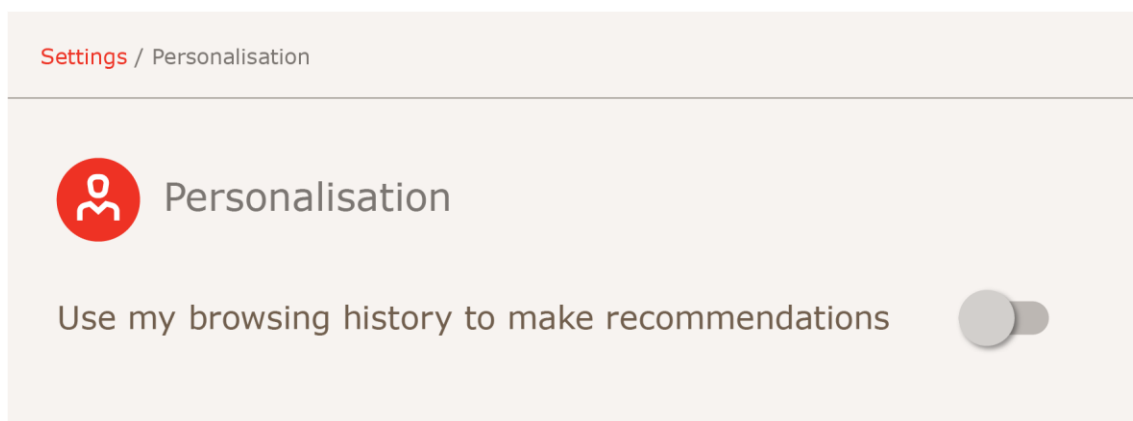 Settings / Personalisation
Personalisation
Use my browsing history to make recommendations